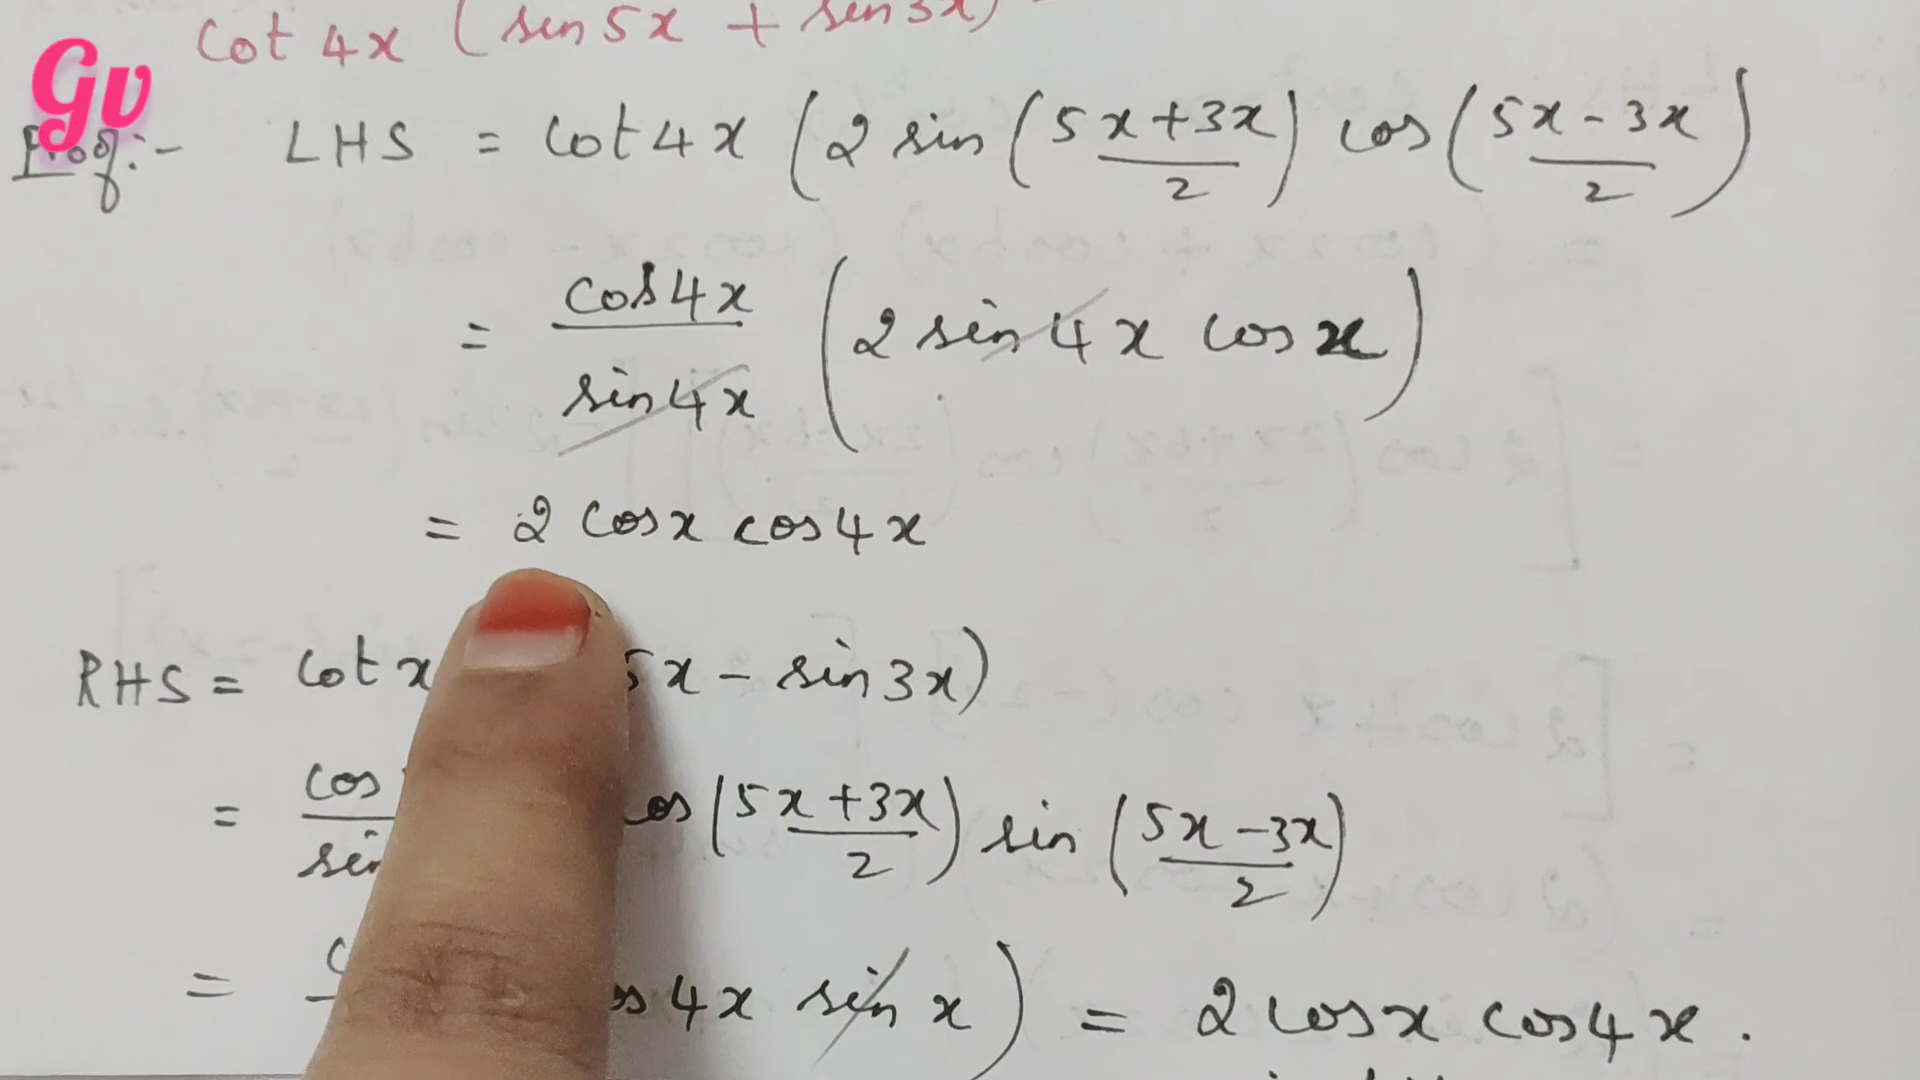 cot 4x (sin 5x + sin 3x)
Gv
Proof:- LHS = cot 4x (2 sin (5x+3x/2) cos (5x-3x/2)
= cos 4x/sin 4x (2 sin 4x cos x)
= 2 cos x cos 4x
RHS = cot x 5x - sin 3x)
= cos/sin os (5x+3x/2) sin (5x-3x/2)
= 4x sin x) = 2 cos x cos 4x.